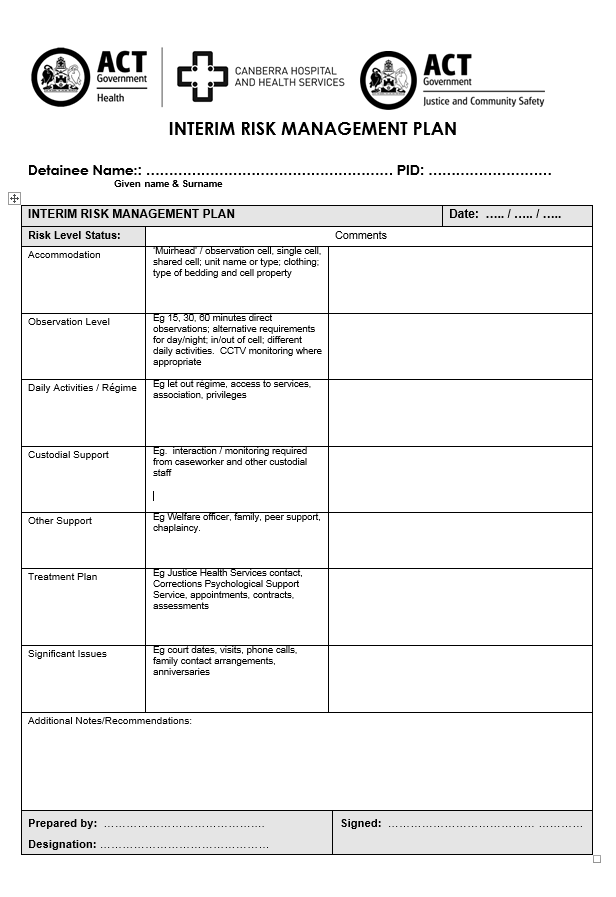 ACT
Government
Health
CANBERRA HOSPITAL
AND HEALTH SERVICES
ACT
Government
Justice and Community Safety
INTERIM RISK MANAGEMENT PLAN
Detainee Name:: ………………………………………………… PID: ………………………
Given name & Surname
INTERIM RISK MANAGEMENT PLAN
Date: ….. / ….. / …..
Risk Level Status:
Comments
Accommodation
'Muirhead' / observation cell, single cell,
shared cell; unit name or type; clothing;
type of bedding and cell property
Observation Level
Eg 15, 30, 60 minutes direct
observations; alternative requirements
for day/night; in/out of cell; different
daily activities.  CCTV monitoring where
appropriate
Daily Activities / Régime
Eg let out régime, access to services,
association, privileges
Custodial Support
Eg.  interaction / monitoring required
from caseworker and other custodial
staff
Other Support
Eg Welfare officer, family, peer support,
chaplaincy.
Treatment Plan
Eg Justice Health Services contact,
Corrections Psychological Support
Service, appointments, contracts,
assessments
Significant Issues
Eg court dates, visits, phone calls,
family contact arrangements,
anniversaries
Additional Notes/Recommendations:
Prepared by: …………………………………….
Signed: ………………………………… …………
Designation: ………………………………………